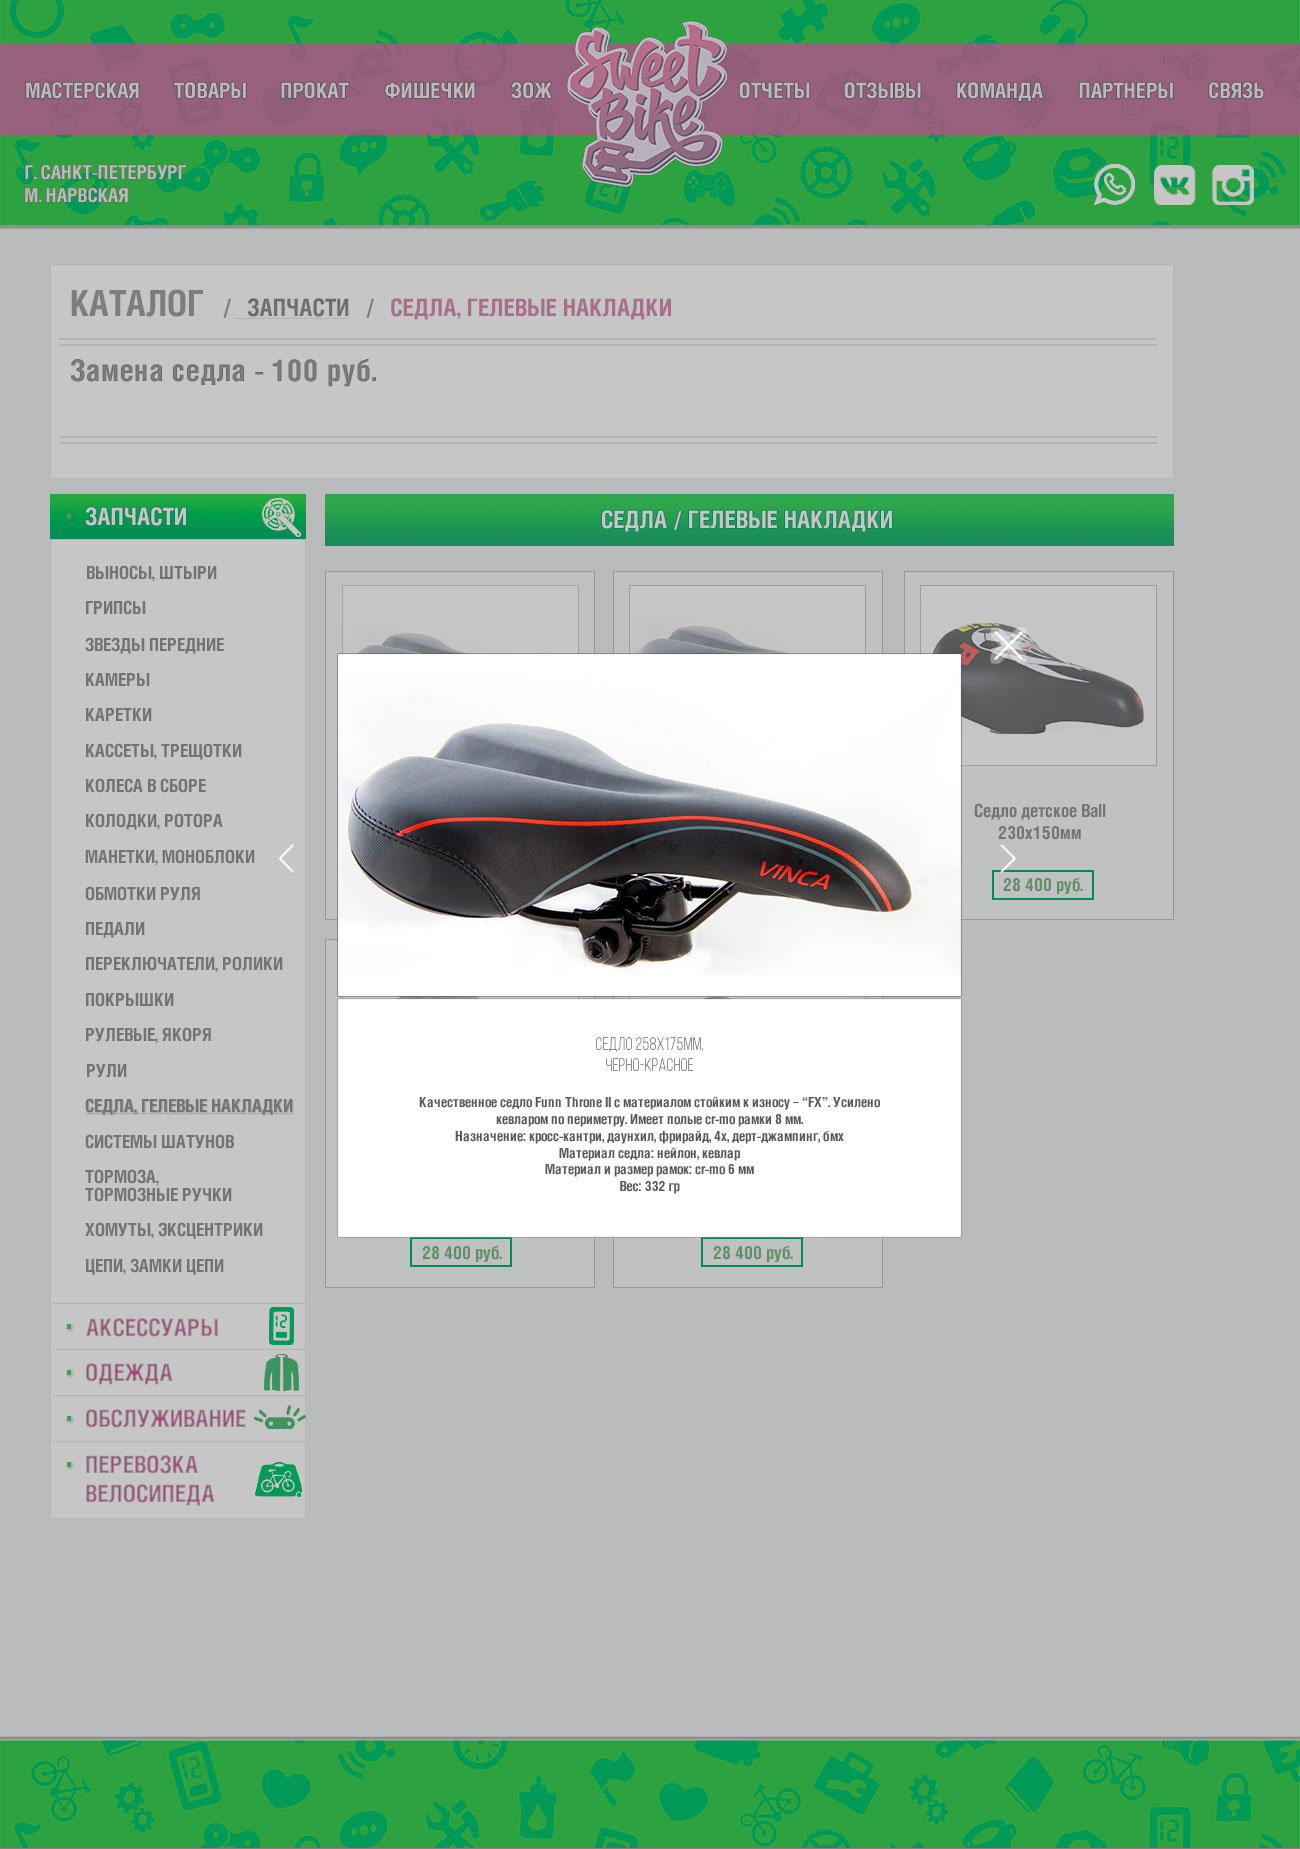 Sweet
Bike
МАСТЕРСКАЯ ТОВАРЫ ПРОКАТ ФИШЕЧКИ ЗОЖ ОТЧЕТЫ ОТЗЫВЫ КОМАНДА ПАРТНЕРЫ СВЯЗЬ
Г. САНКТ-ПЕТЕРБУРГ
М. НАРВСКАЯ
КАТАЛОГ / ЗАПЧАСТИ / СЕДЛА, ГЕЛЕВЫЕ НАКЛАДКИ
Замена седла - 100 руб.
ЗАПЧАСТИ
ВЫНОСЫ, ШТЫРИ
ГРИПСЫ
ЗВЕЗДЫ ПЕРЕДНИЕ
КАМЕРЫ
КАРЕТКИ
КАССЕТЫ, ТРЕЩОТКИ
КОЛЕСА В СБОРЕ
КОЛОДКИ, РОТОРА
МАНЕТКИ, МОНОБЛОКИ
ОБМОТКИ РУЛЯ
ПЕДАЛИ
ПЕРЕКЛЮЧАТЕЛИ, РОЛИКИ
ПОКРЫШКИ
РУЛЕВЫЕ, ЯКОРЯ
РУЛИ
СЕДЛА, ГЕЛЕВЫЕ НАКЛАДКИ
СИСТЕМЫ ШАТУНОВ
ТОРМОЗА,
ТОРМОЗНЫЕ РУЧКИ
ХОМУТЫ, ЭКСЦЕНТРИКИ
ЦЕПИ, ЗАМКИ ЦЕПИ
АКСЕССУАРЫ
12
ОДЕЖДА
ОБСЛУЖИВАНИЕ
ПЕРЕВОЗКА
ВЕЛОСИПЕДА
СЕДЛА / ГЕЛЕВЫЕ НАКЛАДКИ
Седло детское Ball
230х150мм
28 400 руб.
VINCA
СЕДЛО 258Х175ММ,
ЧЕРНО-КРАСНОЕ
Качественное седло Funn Throne II с материалом стойким к износу – “FX”. Усилено
кевларом по периметру. Имеет полые cr-mo рамки 8 мм.
Назначение: кросс-кантри, даунхил, фрирайд, 4х, дерт-джампинг, бмх
Материал седла: нейлон, кевлар
Материал и размер рамок: cr-mo 6 мм
Вес: 332 гр
28 400 руб.
28 400 руб.